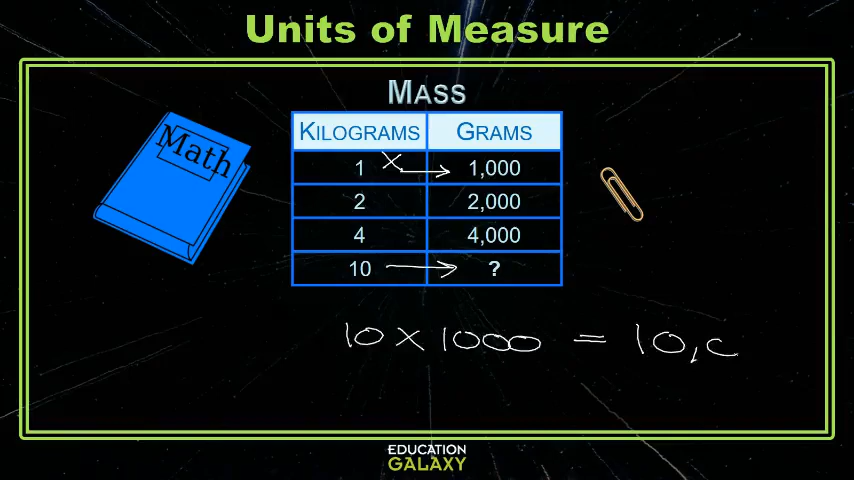 Units of Measure
MASS
Math
KILOGRAMS GRAMS
1 x → 1,000
2 2,000
4 4,000
10 → ?
10 x 1000 = 10,0
EDUCATION
GALAXY